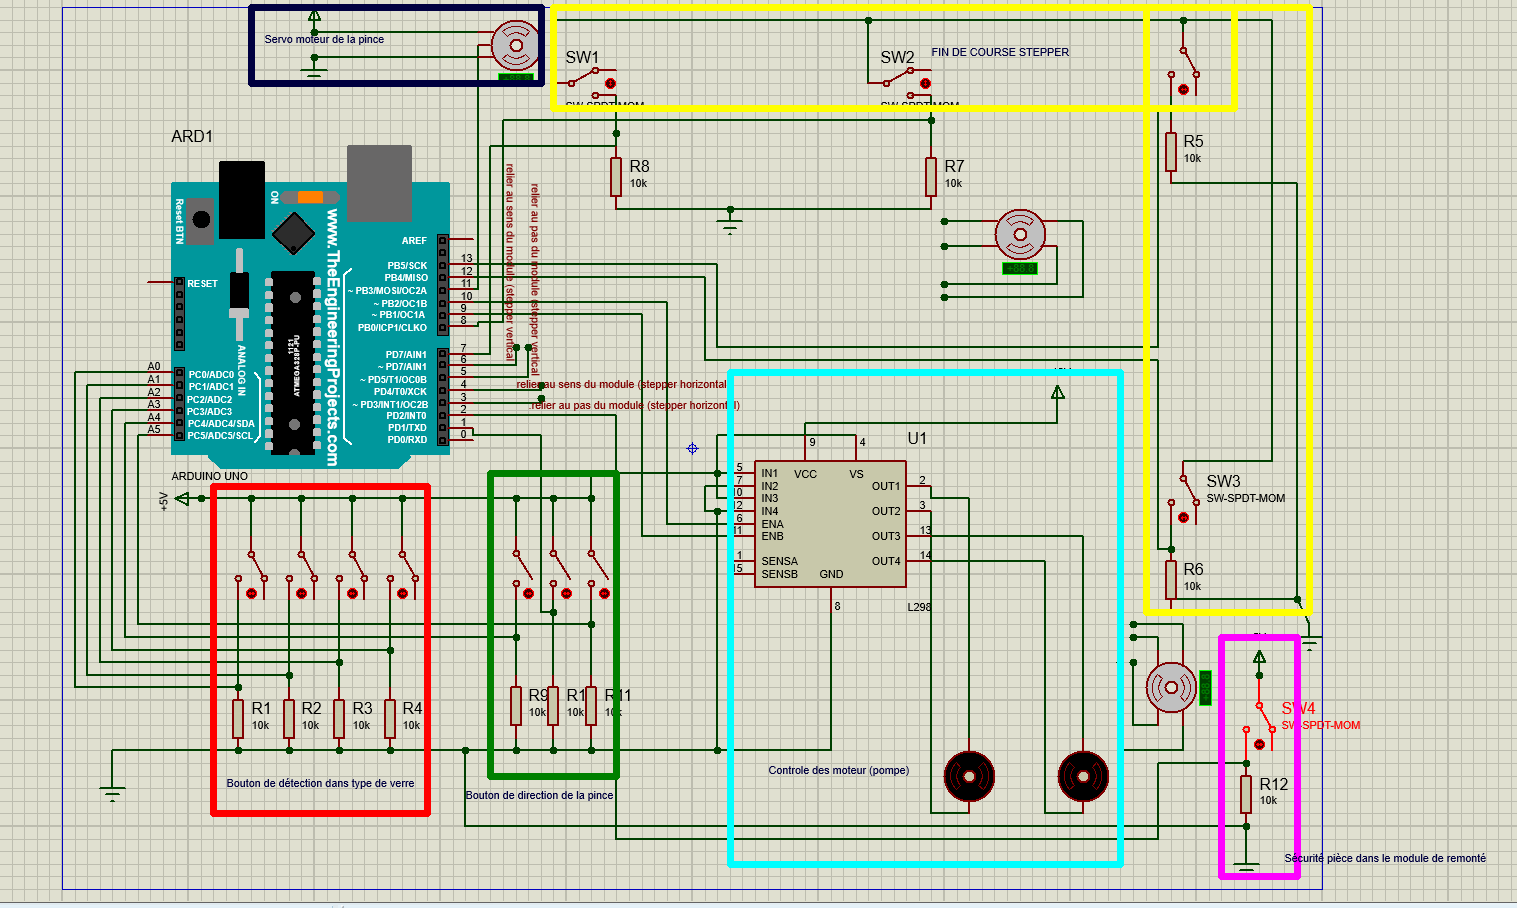 Servo moteur de la pince
SW1
SW-SPDT-MOM
SW2
SW-SPDT-MOM
FIN DE COURSE STEPPER
R5
10k
R8
10k
R7
10k
relier au sens du module (stepper vertical
relier au pas du module (stepper vertical
ARD1
Reset BTN
ON
www.TheEngineeringProjects.com
RESET
ANALOG IN
1121
ATMEGA328P-PU
AREF
PB5/SCK 13
PB4/MISO 12
~ PB3/MOSI/OC2A 11
~ PB2/OC1B 10
~ PB1/OC1A 9
PB0/ICP1/CLKO 8
PD7/AIN1 7
~ PD7/AIN1 6
~ PD5/T1/OC0B 5
PD4/T0/XCK 4
~ PD3/INT1/OC2B 3
PD2/INT0 2
PD1/TXD 1
PD0/RXD 0
A0 PC0/ADC0
A1 PC1/ADC1
A2 PC2/ADC2
A3 PC3/ADC3
A4 PC4/ADC4/SDA
A5 PC5/ADC5/SCL
ARDUINO UNO
relier au sens du module (stepper horizontal
relier au pas du module (stepper horizontal)
+5V
U1
9 4
VCC VS
5 IN1
7 IN2
10 IN3
12 IN4
6 ENA
11 ENB
1 SENSA
15 SENSB
OUT1 2
OUT2 3
OUT3 13
OUT4 14
GND
8
L298
SW3
SW-SPDT-MOM
R6
10k
R1
10k
R2
10k
R3
10k
R4
10k
R9
10k
R1
10k
R11
10k
Bouton de détection dans type de verre
Bouton de direction de la pince
Controle des moteur (pompe)
SW4
SW-SPDT-MOM
R12
10k
Sécurité pièce dans le module de remonté